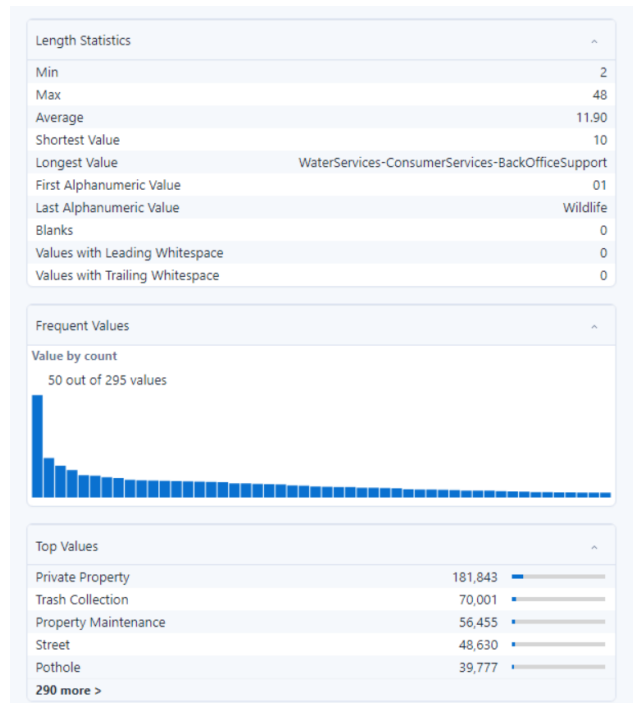 Length Statistics
Min 2
Max 48
Average 11.90
Shortest Value 10
Longest Value WaterServices-ConsumerServices-BackOfficeSupport
First Alphanumeric Value 01
Last Alphanumeric Value Wildlife
Blanks 0
Values with Leading Whitespace 0
Values with Trailing Whitespace 0
Frequent Values
Value by count
50 out of 295 values
Top Values
Private Property 181,843
Trash Collection 70,001
Property Maintenance 56,455
Street 48,630
Pothole 39,777
290 more >